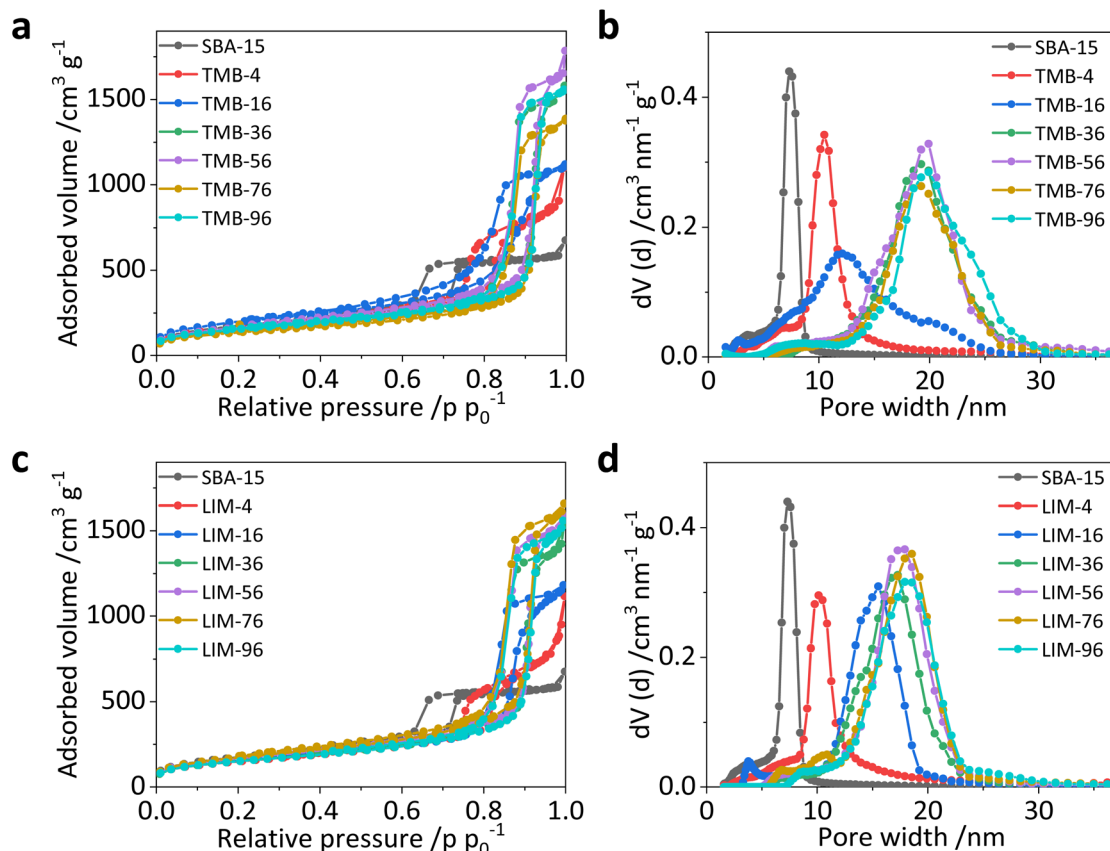 a
Adsorbed volume /cm³ g⁻¹
1500
1000
500
0
SBA-15
TMB-4
TMB-16
TMB-36
TMB-56
TMB-76
TMB-96
0.0 0.2 0.4 0.6 0.8 1.0
Relative pressure /p p₀⁻¹
b
dV (d) /cm³ nm⁻¹ g⁻¹
0.4
0.2
0.0
SBA-15
TMB-4
TMB-16
TMB-36
TMB-56
TMB-76
TMB-96
10 20 30
Pore width /nm
c
Adsorbed volume /cm³ g⁻¹
1500
1000
500
0
SBA-15
LIM-4
LIM-16
LIM-36
LIM-56
LIM-76
LIM-96
0.0 0.2 0.4 0.6 0.8 1.0
Relative pressure /p p₀⁻¹
d
dV (d) /cm³ nm⁻¹ g⁻¹
0.4
0.2
0.0
SBA-15
LIM-4
LIM-16
LIM-36
LIM-56
LIM-76
LIM-96
10 20 30
Pore width /nm